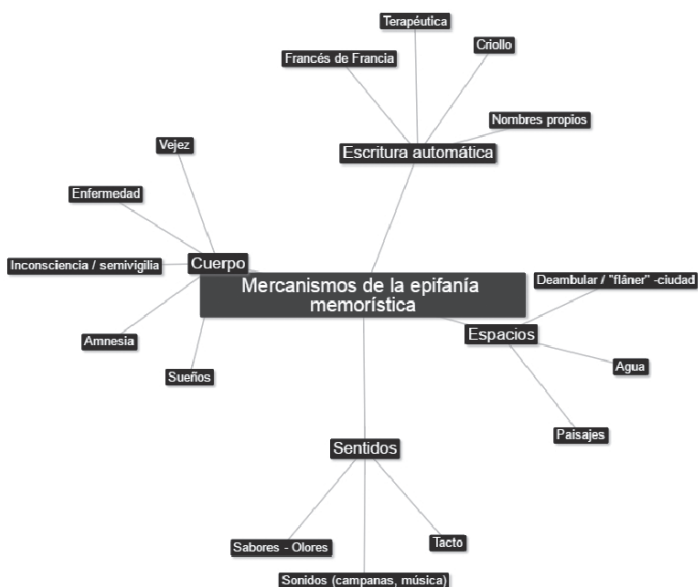 Terapéutica
Criollo
Francés de Francia
Nombres propios
Escritura automática
Vejez
Enfermedad
Inconsciencia / semivigilia
Cuerpo
Mercanismos de la epifanía
memorística
Deambular / "flâner" -ciudad
Espacios
Amnesia
Agua
Sueños
Paisajes
Sentidos
Sabores - Olores
Tacto
Sonidos (campanas, música)